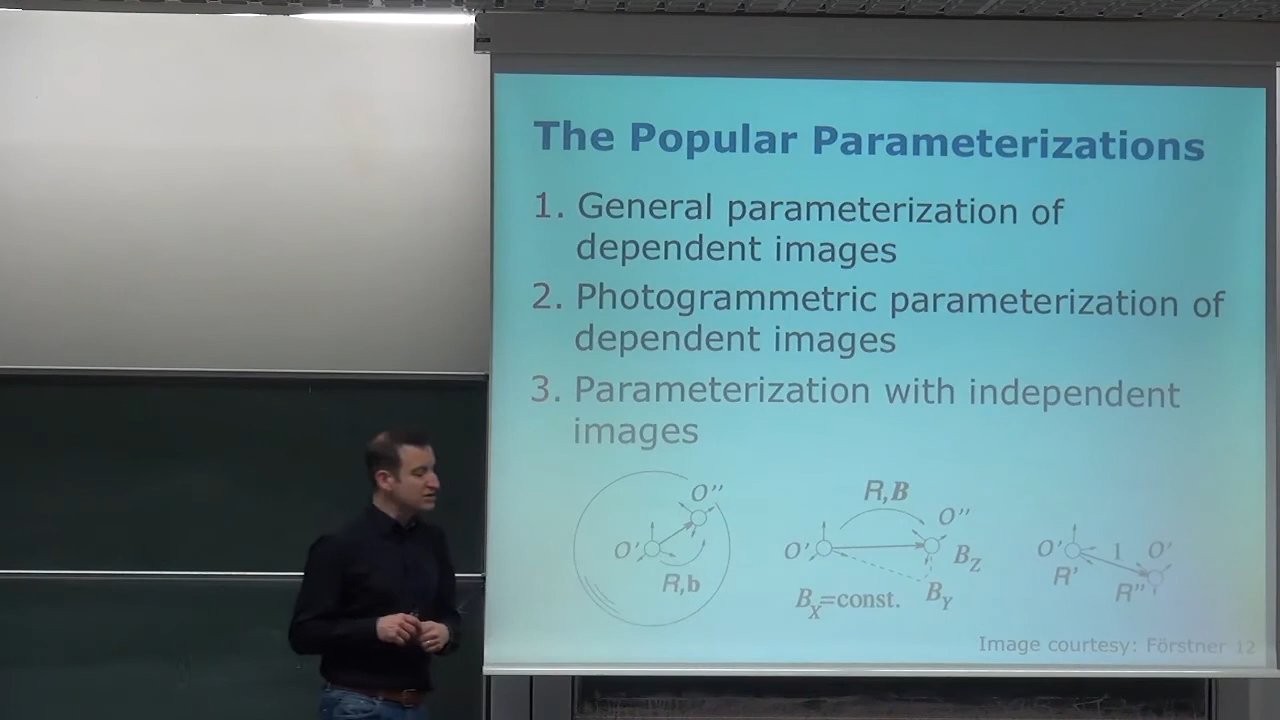 The Popular Parameterizations
1. General parameterization of
dependent images
2. Photogrammetric parameterization of
dependent images
3. Parameterization with independent
images
O' O'' R,b
R,B O' O'' B_Z B_Y B_X=const.
O' 1 O' R' R''
Image courtesy: Förstner 12